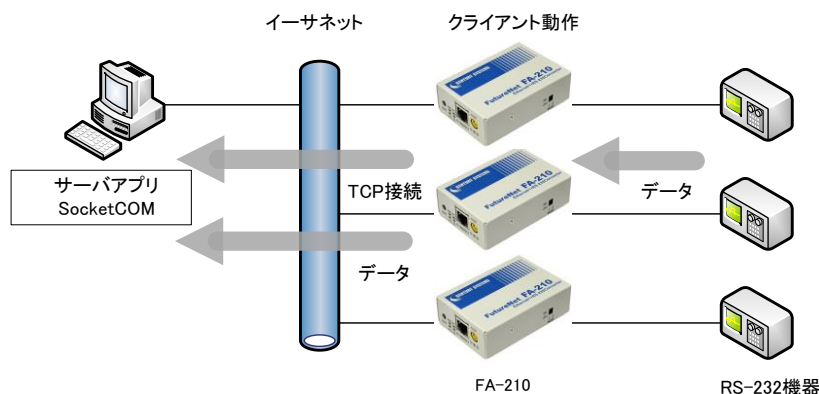 イーサネット
クライアント動作
CENTURY SYSTEMS
FutureNet FA-210
サーバアプリ
SocketCOM
TCP接続
データ
FutureNet FA-210
データ
FutureNet FA-210
FA-210
RS-232機器